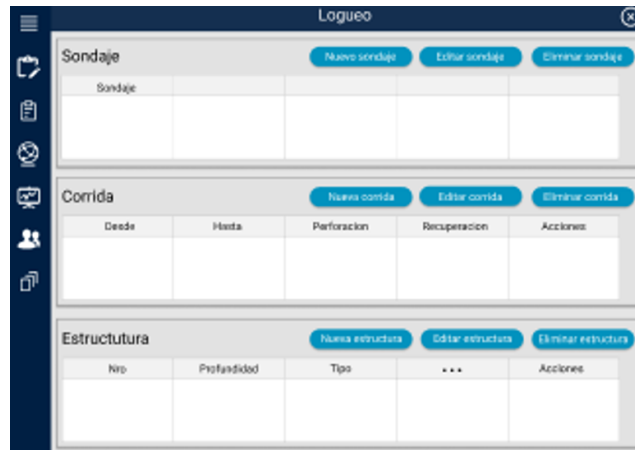 Logueo
Sondaje Nuevo sondaje Editar sondaje Eliminar sondaje
Sondaje
Corrida Nueva corrida Editar corrida Eliminar corrida
Desde Hasta Perforacion Recuperacion Acciones
Estructutura Nueva estructura Editar estructura Eliminar estructura
Nro Profundidad Tipo ... Acciones